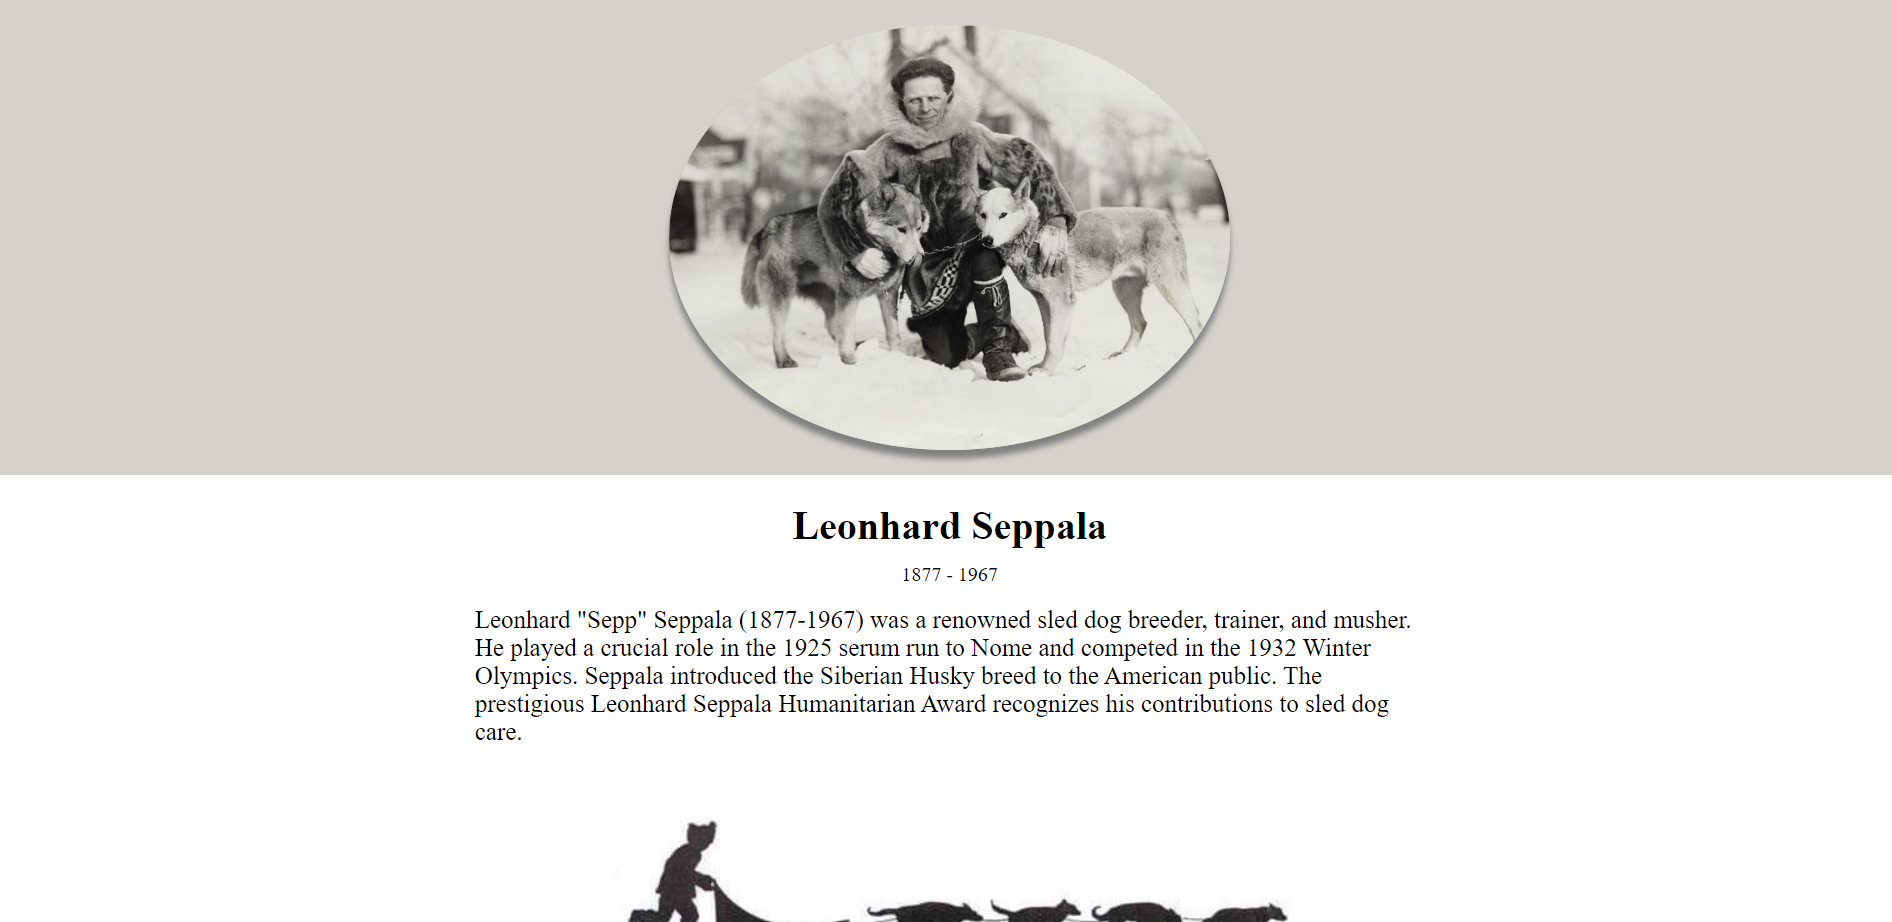 Leonhard Seppala
1877 - 1967
Leonhard "Sepp" Seppala (1877-1967) was a renowned sled dog breeder, trainer, and musher.
He played a crucial role in the 1925 serum run to Nome and competed in the 1932 Winter
Olympics. Seppala introduced the Siberian Husky breed to the American public. The
prestigious Leonhard Seppala Humanitarian Award recognizes his contributions to sled dog
care.